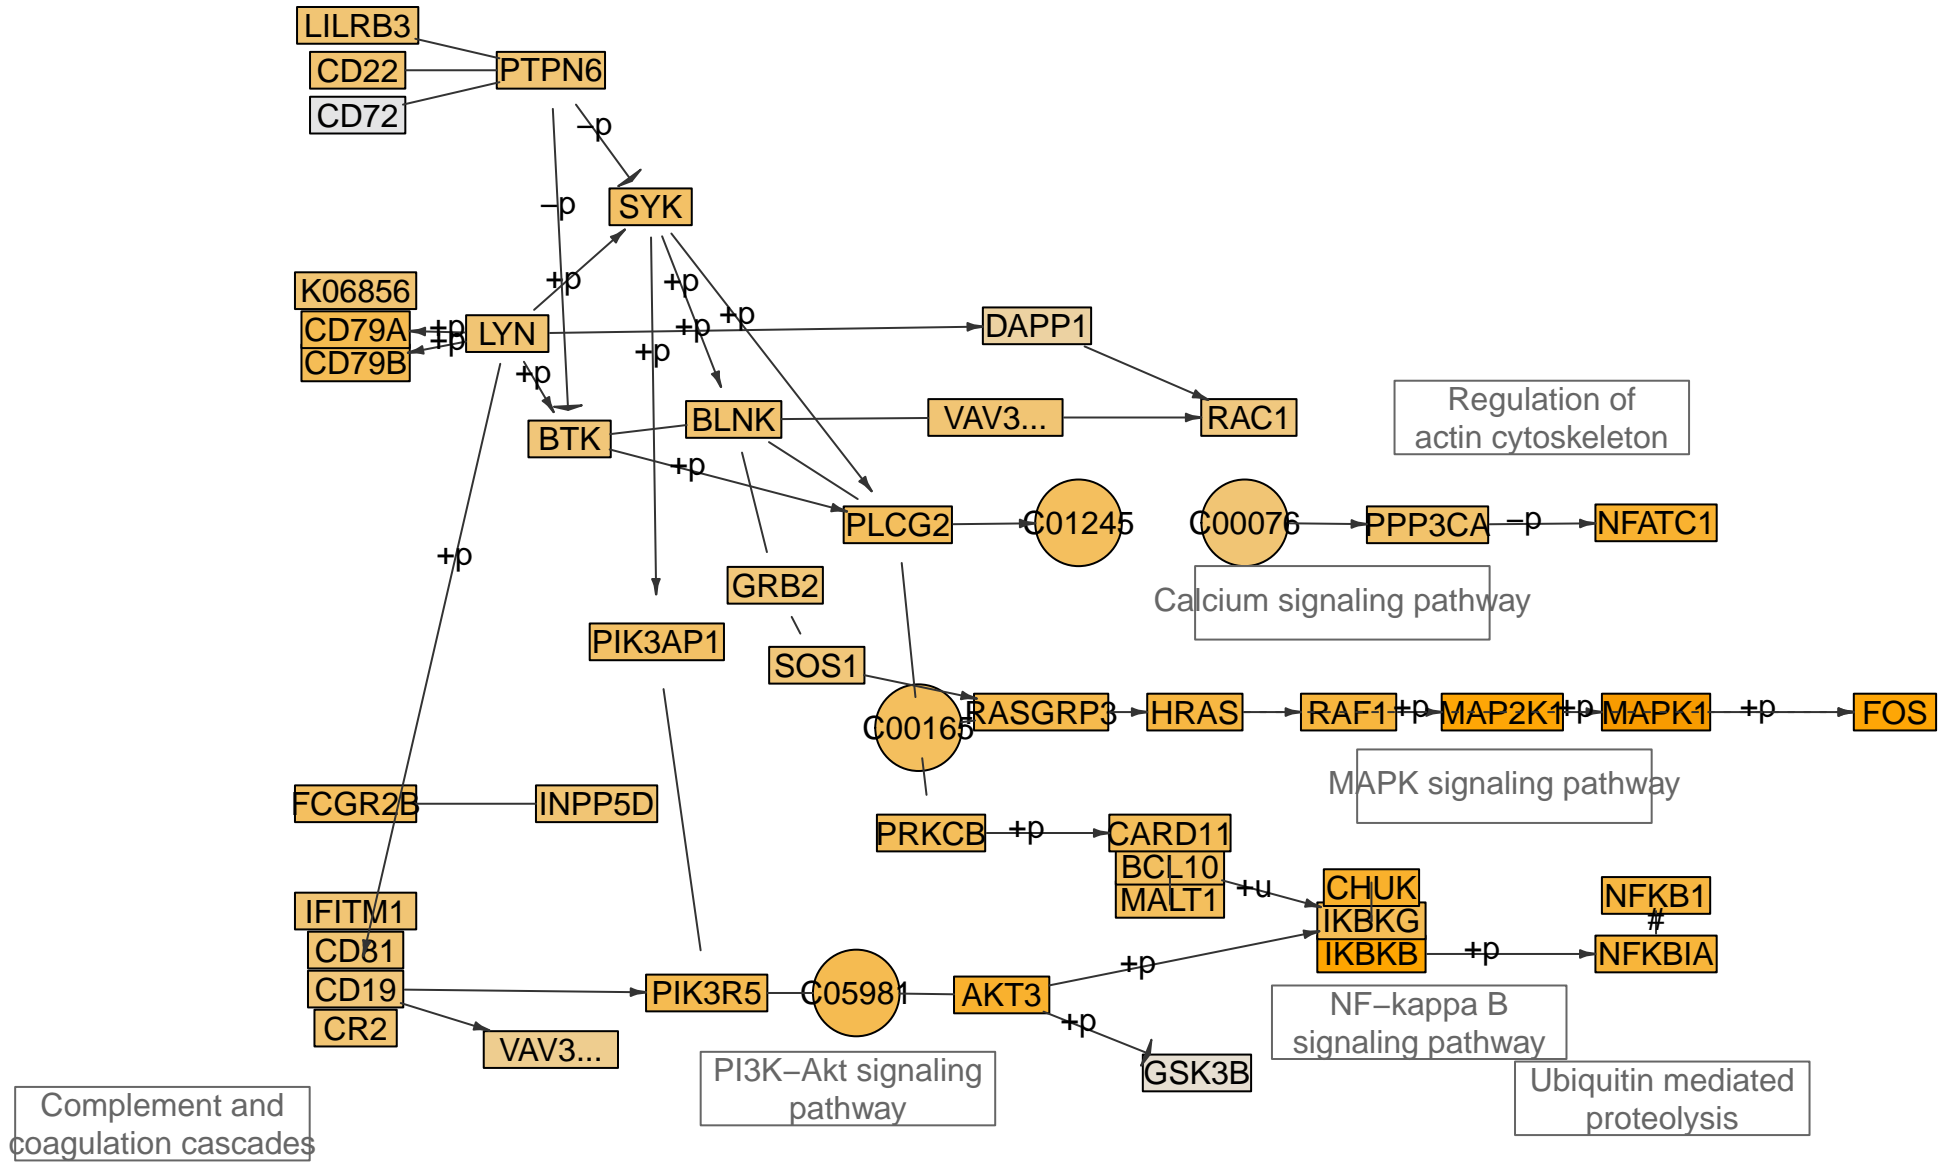 LILRB3
CD22
PTPN6
CD72
–p
SYK
–p
+p
+p
K06856
CD79A
+p
LYN
+p
+p
DAPP1
CD79B
+p
+p
+p
BTK
BLNK
VAV3...
RAC1
Regulation of
actin cytoskeleton
+p
PLCG2
C01245
C00076
PPP3CA
–p
NFATC1
+p
GRB2
Calcium signaling pathway
PIK3AP1
SOS1
C00165
RASGRP3
HRAS
RAF1
+p
MAP2K1
+p
MAPK1
+p
FOS
MAPK signaling pathway
FCGR2B
INPP5D
PRKCB
+p
CARD11
BCL10
MALT1
+u
CHUK
IKBKG
IKBKB
+p
NFKB1
#
NFKBIA
IFITM1
CD81
CD19
CR2
VAV3...
PIK3R5
C05981
AKT3
+p
+p
GSK3B
NF–kappa B
signaling pathway
PI3K–Akt signaling
pathway
Ubiquitin mediated
proteolysis
Complement and
coagulation cascades